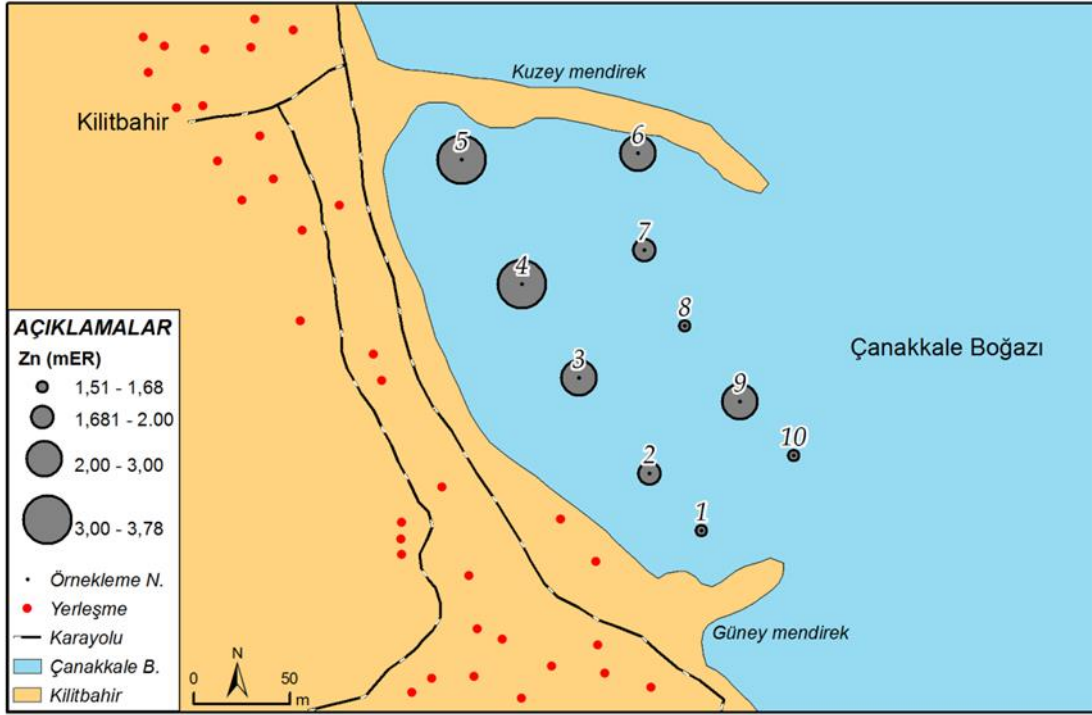 Kuzey mendirek
Kilitbahir
5
6
7
4
8
Çanakkale Boğazı
3
9
10
2
1
Güney mendirek
AÇIKLAMALAR
Zn (mER)
1,51 - 1,68
1,681 - 2.00
2,00 - 3,00
3,00 - 3,78
Örnekleme N.
Yerleşme
Karayolu
Çanakkale B.
Kilitbahir
N
0 50
m